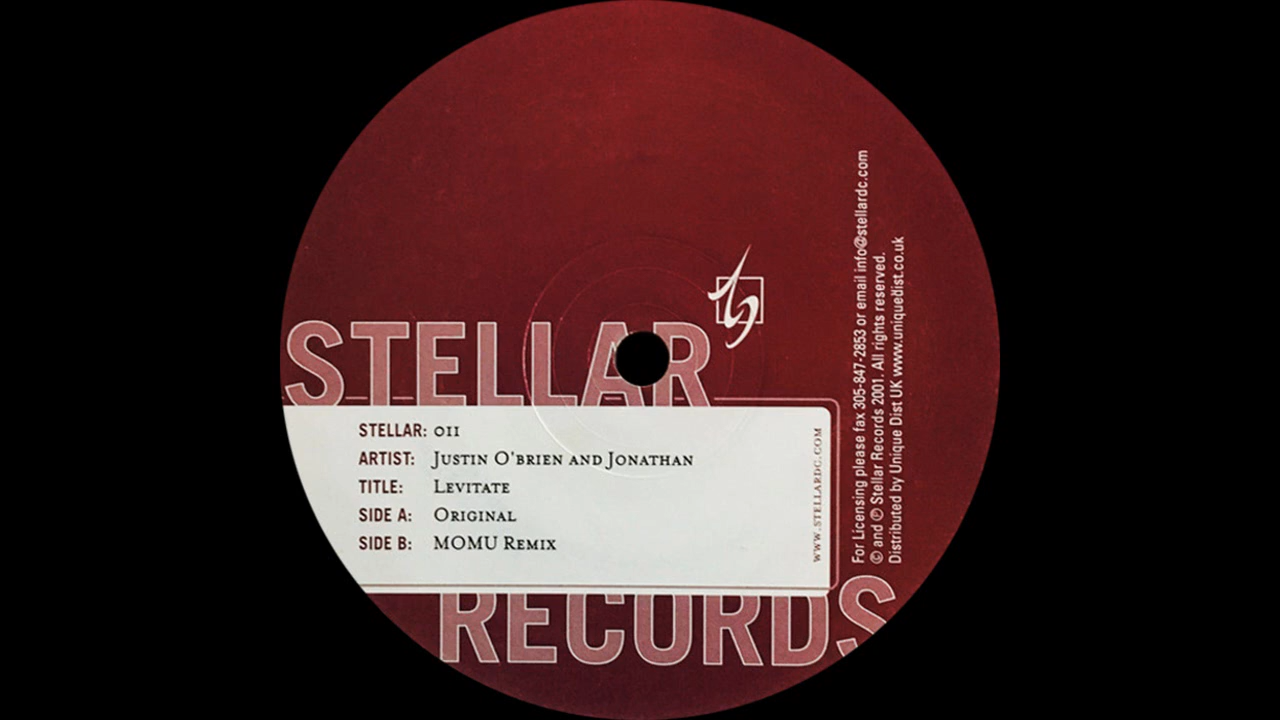 STELLAR
STELLAR: 011
ARTIST: JUSTIN O'BRIEN AND JONATHAN
TITLE: LEVITATE
SIDE A: ORIGINAL
SIDE B: MOMU REMIX
WWW.STELLARDC.COM
RECORDS
For Licensing please fax 305-847-2853 or email info@stellardc.com
© and ℗ Stellar Records 2001. All rights reserved.
Distributed by Unique Dist UK www.uniquedist.co.uk